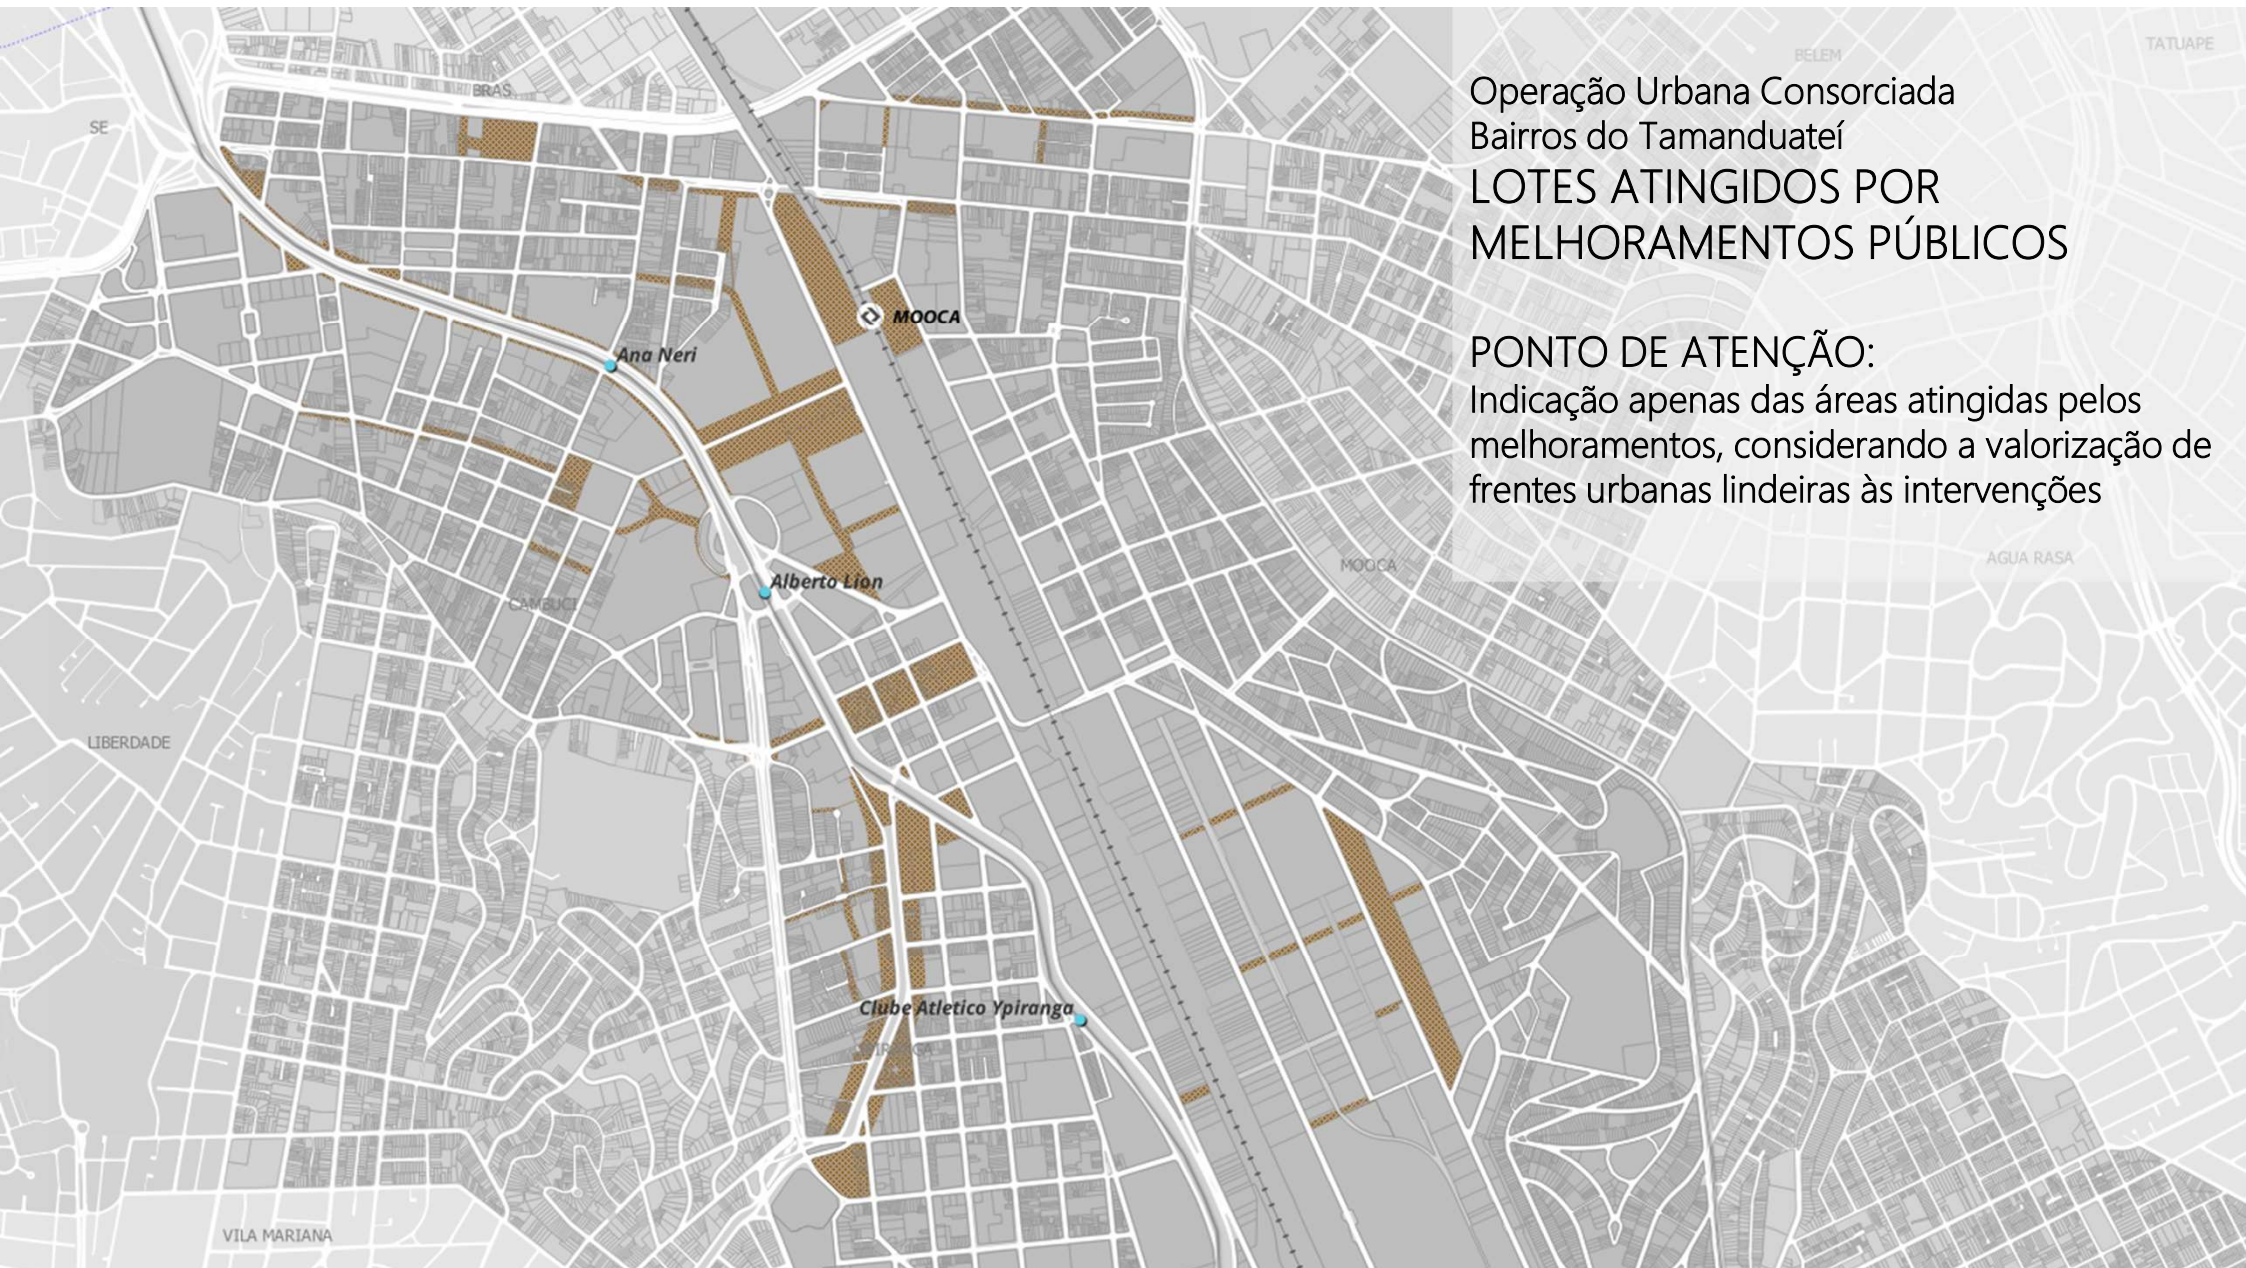 Operação Urbana Consorciada
Bairros do Tamanduateí
LOTES ATINGIDOS POR
MELHORAMENTOS PÚBLICOS
PONTO DE ATENÇÃO:
Indicação apenas das áreas atingidas pelos
melhoramentos, considerando a valorização de
frentes urbanas lindeiras às intervenções
TATUAPE
BELEM
BRAS
SE
MOOCA
Ana Neri
MOOCA
AGUA RASA
Alberto Lion
CAMBUCI
LIBERDADE
Clube Atletico Ypiranga
VILA MARIANA